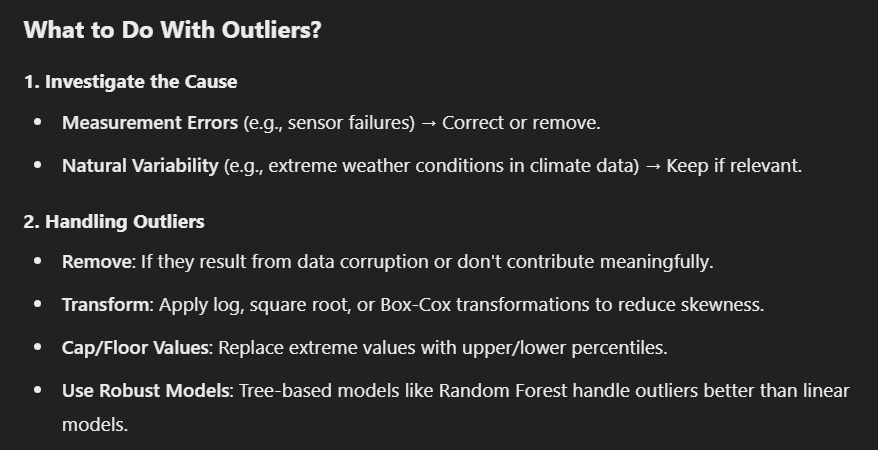 What to Do With Outliers?
1. Investigate the Cause
• Measurement Errors (e.g., sensor failures) → Correct or remove.
• Natural Variability (e.g., extreme weather conditions in climate data) → Keep if relevant.
2. Handling Outliers
• Remove: If they result from data corruption or don't contribute meaningfully.
• Transform: Apply log, square root, or Box-Cox transformations to reduce skewness.
• Cap/Floor Values: Replace extreme values with upper/lower percentiles.
• Use Robust Models: Tree-based models like Random Forest handle outliers better than linear
models.